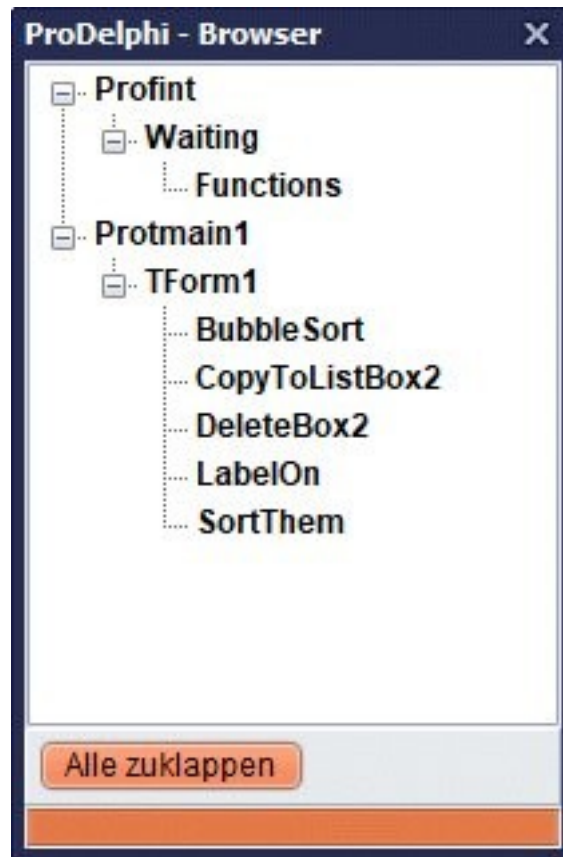 ProDelphi - Browser
Profint
Waiting
Functions
Protmain1
TForm1
BubbleSort
CopyToListBox2
DeleteBox2
LabelOn
SortThem
Alle zuklappen